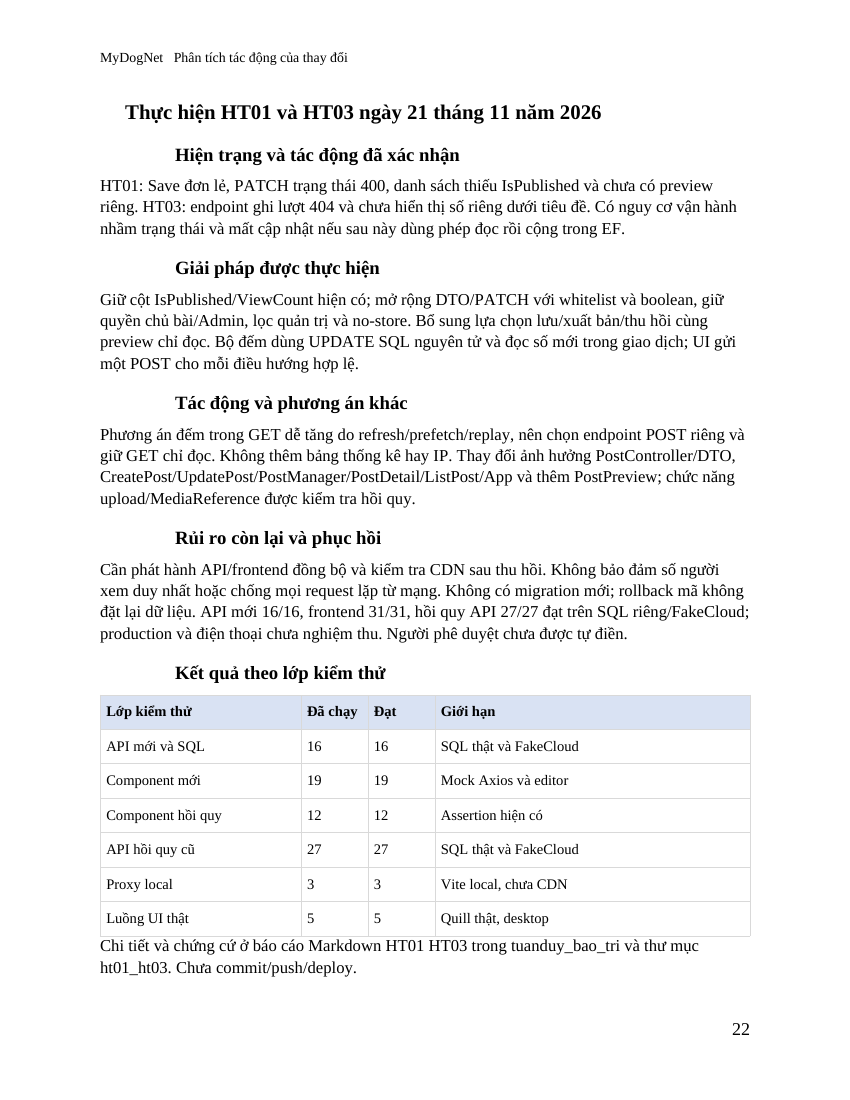 MyDogNet Phân tích tác động của thay đổi
Thực hiện HT01 và HT03 ngày 21 tháng 11 năm 2026
Hiện trạng và tác động đã xác nhận
HT01: Save đơn lẻ, PATCH trạng thái 400, danh sách thiếu IsPublished và chưa có preview
riêng. HT03: endpoint ghi lượt 404 và chưa hiển thị số riêng dưới tiêu đề. Có nguy cơ vận hành
nhầm trạng thái và mất cập nhật nếu sau này dùng phép đọc rồi cộng trong EF.
Giải pháp được thực hiện
Giữ cột IsPublished/ViewCount hiện có; mở rộng DTO/PATCH với whitelist và boolean, giữ
quyền chủ bài/Admin, lọc quản trị và no-store. Bổ sung lựa chọn lưu/xuất bản/thu hồi cùng
preview chỉ đọc. Bộ đếm dùng UPDATE SQL nguyên tử và đọc số mới trong giao dịch; UI gửi
một POST cho mỗi điều hướng hợp lệ.
Tác động và phương án khác
Phương án đếm trong GET dễ tăng do refresh/prefetch/replay, nên chọn endpoint POST riêng và
giữ GET chỉ đọc. Không thêm bảng thống kê hay IP. Thay đổi ảnh hưởng PostController/DTO,
CreatePost/UpdatePost/PostManager/PostDetail/ListPost/App và thêm PostPreview; chức năng
upload/MediaReference được kiểm tra hồi quy.
Rủi ro còn lại và phục hồi
Cần phát hành API/frontend đồng bộ và kiểm tra CDN sau thu hồi. Không bảo đảm số người
xem duy nhất hoặc chống mọi request lặp từ mạng. Không có migration mới; rollback mã không
đặt lại dữ liệu. API mới 16/16, frontend 31/31, hồi quy API 27/27 đạt trên SQL riêng/FakeCloud;
production và điện thoại chưa nghiệm thu. Người phê duyệt chưa được tự điền.
Kết quả theo lớp kiểm thử
Lớp kiểm thử Đã chạy Đạt Giới hạn
API mới và SQL 16 16 SQL thật và FakeCloud
Component mới 19 19 Mock Axios và editor
Component hồi quy 12 12 Assertion hiện có
API hồi quy cũ 27 27 SQL thật và FakeCloud
Proxy local 3 3 Vite local, chưa CDN
Luồng UI thật 5 5 Quill thật, desktop
Chi tiết và chứng cứ ở báo cáo Markdown HT01 HT03 trong tuanduy_bao_tri và thư mục
ht01_ht03. Chưa commit/push/deploy.
22